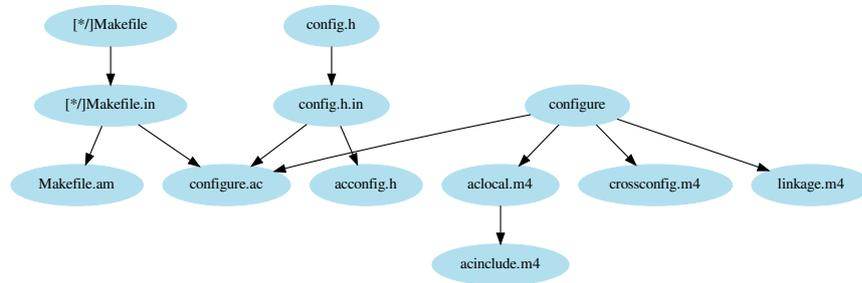 [*/]Makefile
config.h
[*/]Makefile.in
config.h.in
configure
Makefile.am
configure.ac
acconfig.h
aclocal.m4
crossconfig.m4
linkage.m4
acinclude.m4